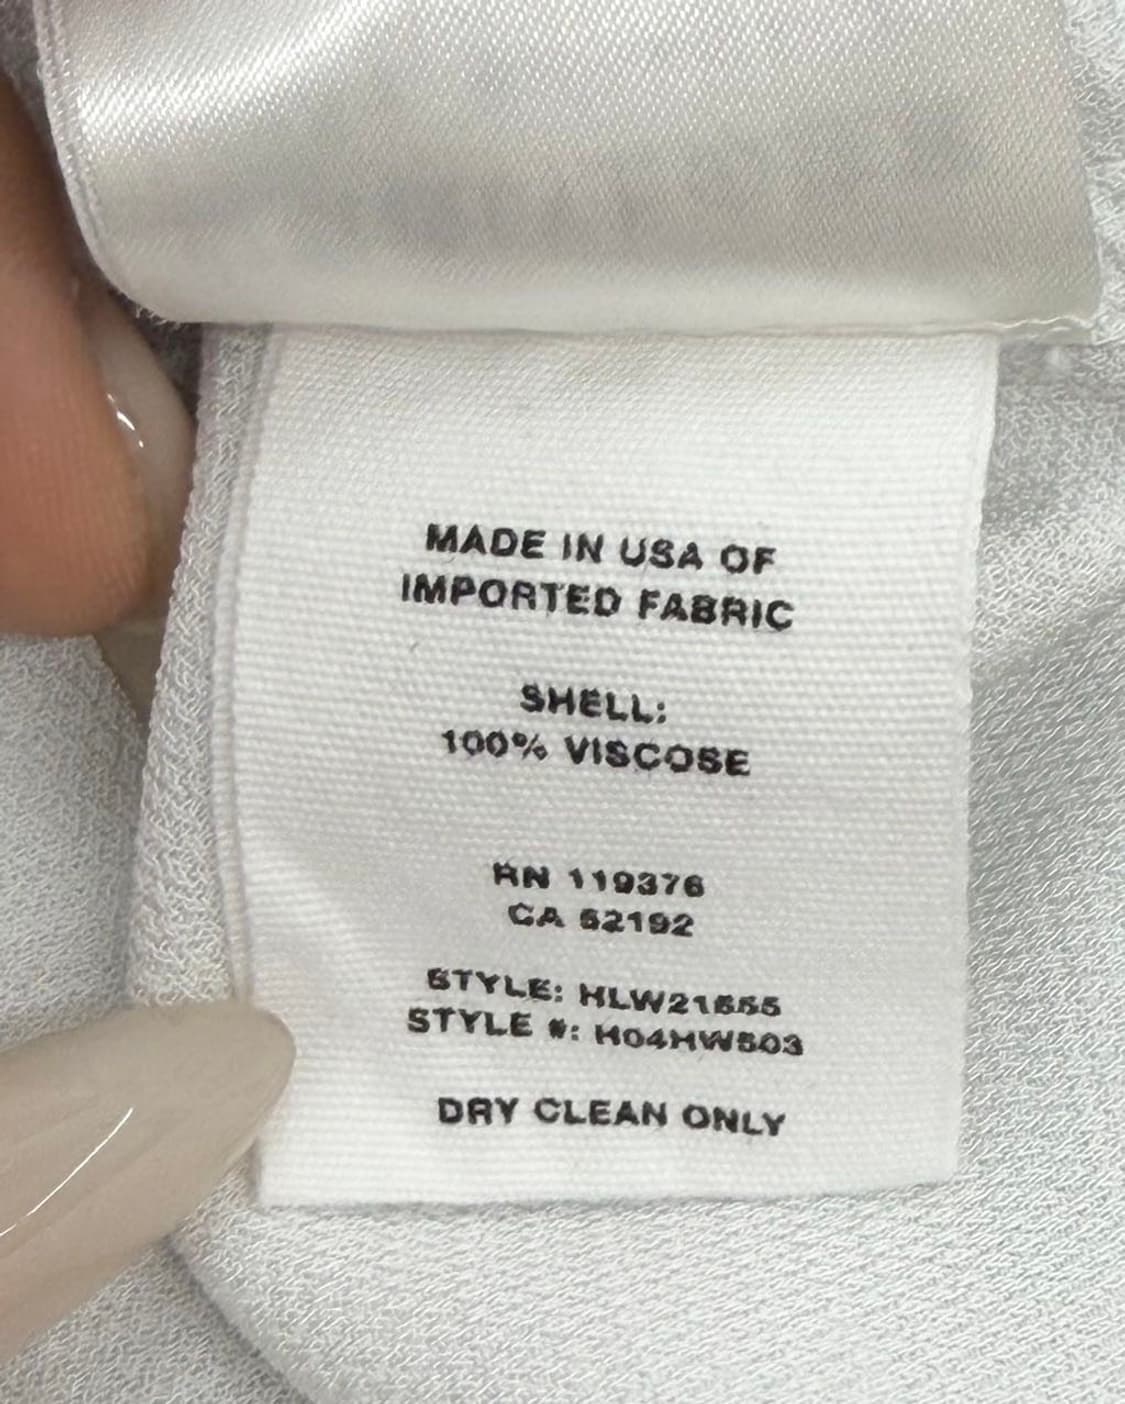 MADE IN USA OF
IMPORTED FABRIC
SHELL:
100% VISCOSE
RN 119376
CA 52192
STYLE: HLW21655
STYLE #: H04HW503
DRY CLEAN ONLY